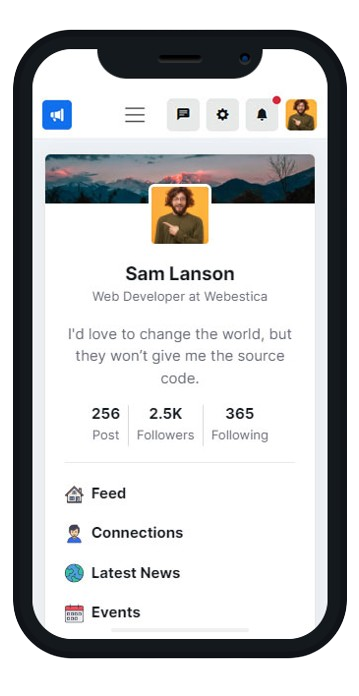 Sam Lanson
Web Developer at Webestica
I'd love to change the world, but
they won't give me the source
code.
256 2.5K 365
Post Followers Following
Feed
Connections
Latest News
Events